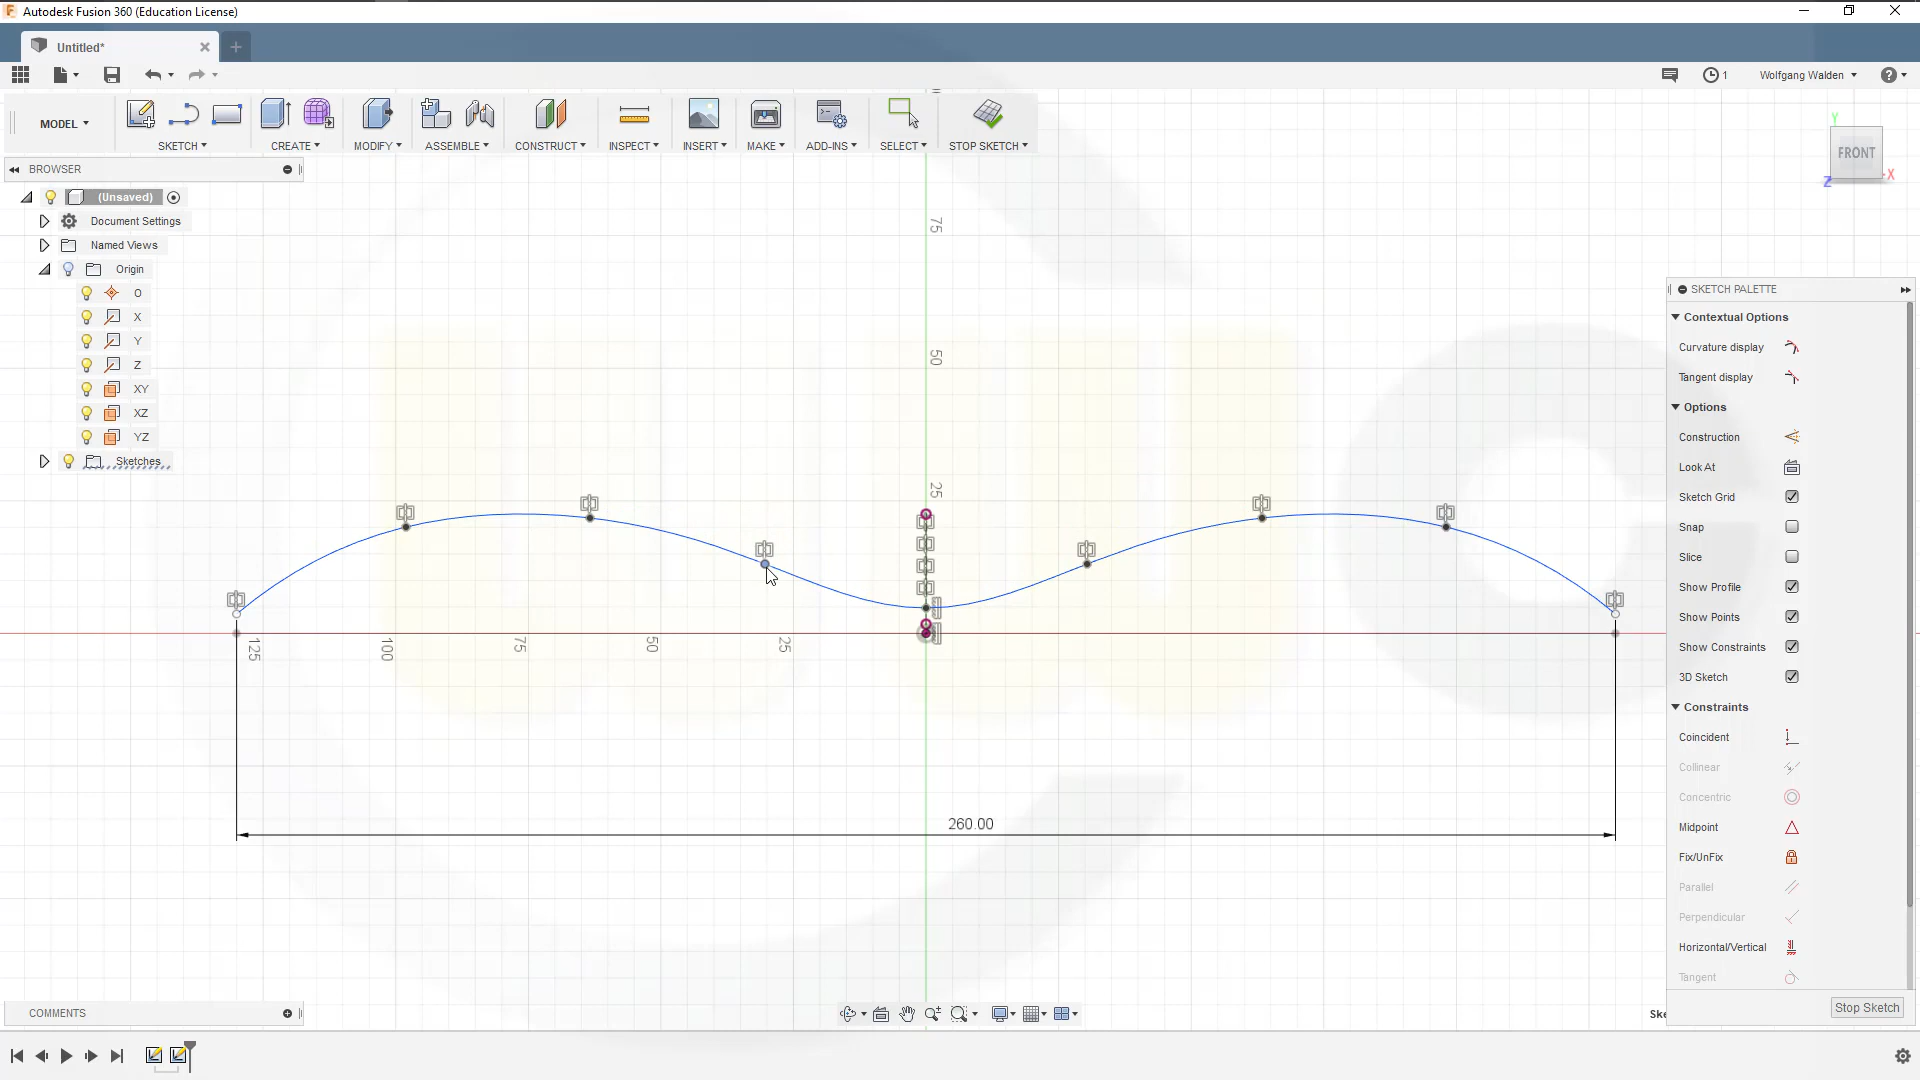 Autodesk Fusion 360 (Education License)
Untitled*
1
Wolfgang Walden
MODEL
SKETCH
CREATE
MODIFY
ASSEMBLE
CONSTRUCT
INSPECT
INSERT
MAKE
ADD-INS
SELECT
STOP SKETCH
BROWSER
(Unsaved)
Document Settings
Named Views
Origin
O
X
Y
Z
XY
XZ
YZ
Sketches
Y
FRONT
X
Z
75
50
25
125
100
75
50
25
260.00
SKETCH PALETTE
Contextual Options
Curvature display
Tangent display
Options
Construction
Look At
Sketch Grid
Snap
Slice
Show Profile
Show Points
Show Constraints
3D Sketch
Constraints
Coincident
Collinear
Concentric
Midpoint
Fix/UnFix
Parallel
Perpendicular
Horizontal/Vertical
Tangent
Stop Sketch
COMMENTS
Ske